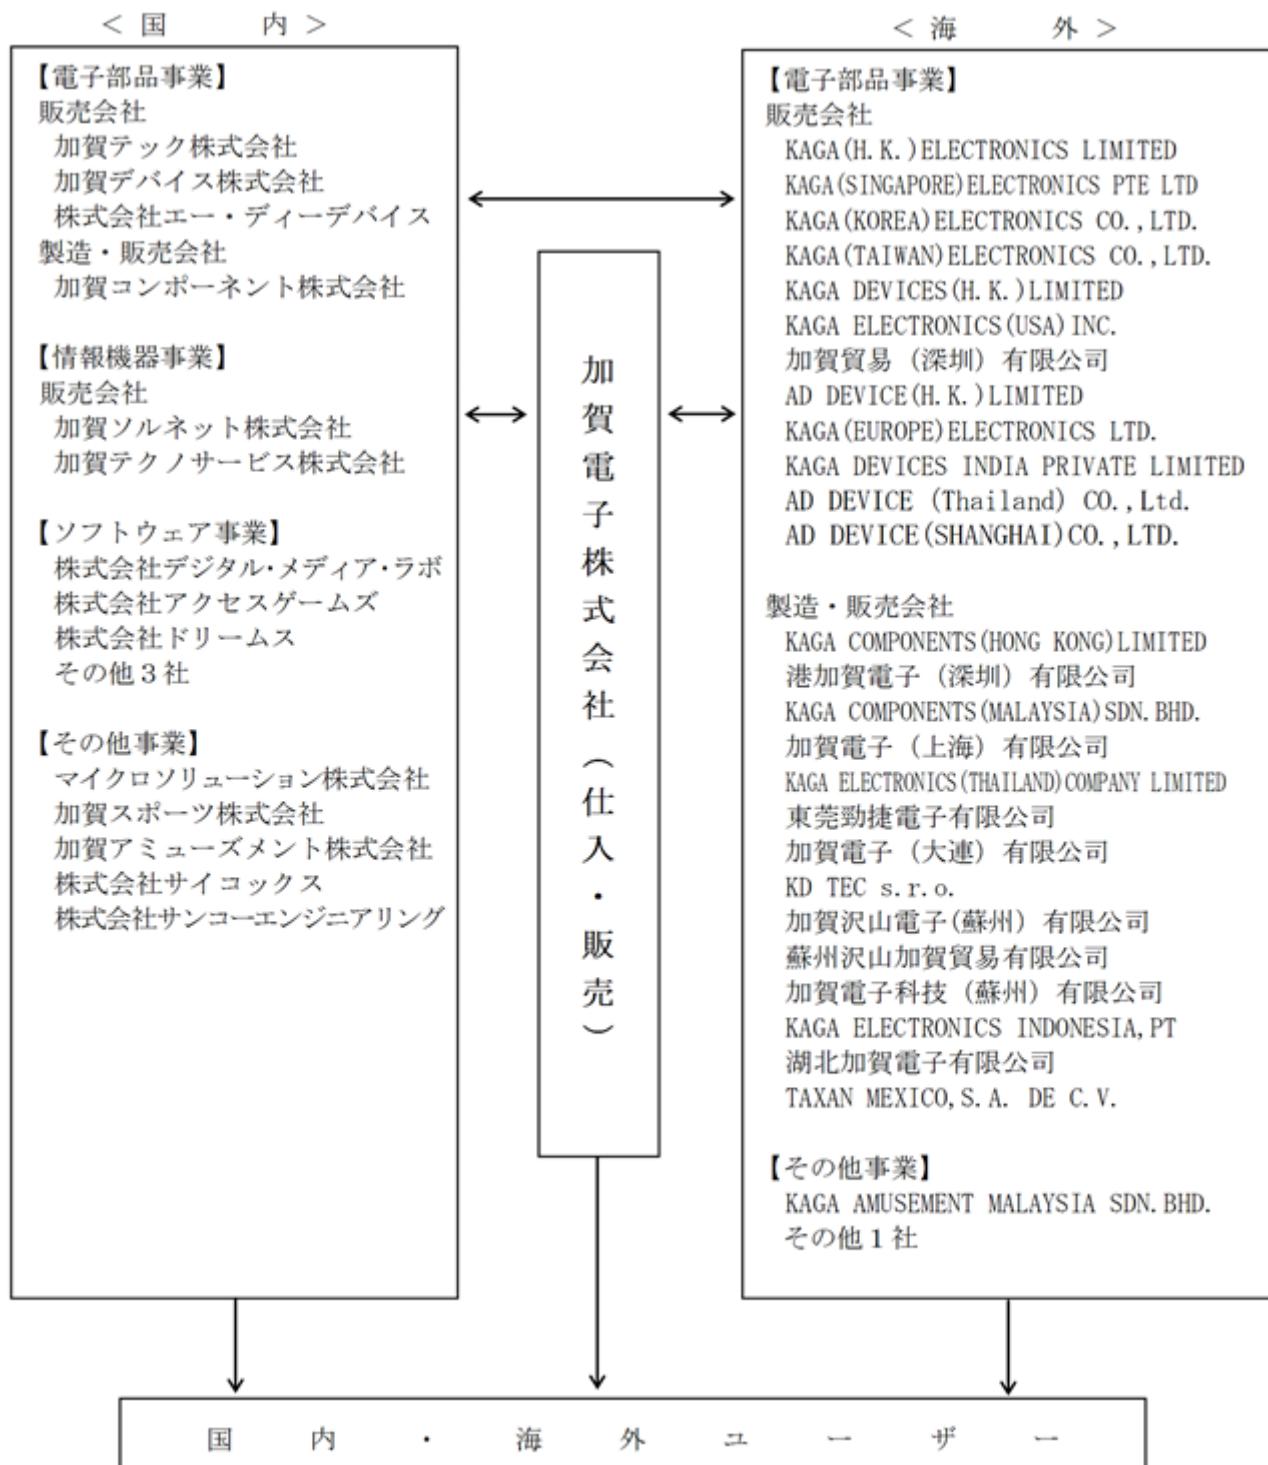 ＜ 国　　　内 ＞
【電子部品事業】
販売会社
加賀テック株式会社
加賀デバイス株式会社
株式会社エー・ディーデバイス
製造・販売会社
加賀コンポーネント株式会社
【情報機器事業】
販売会社
加賀ソルネット株式会社
加賀テクノサービス株式会社
【ソフトウェア事業】
株式会社デジタル・メディア・ラボ
株式会社アクセスゲームズ
株式会社ドリームス
その他３社
【その他事業】
マイクロソリューション株式会社
加賀スポーツ株式会社
加賀アミューズメント株式会社
株式会社サイコックス
株式会社サンコーエンジニアリング
加賀電子株式会社（仕入・販売）
＜ 海　　　外 ＞
【電子部品事業】
販売会社
KAGA(H.K.)ELECTRONICS LIMITED
KAGA(SINGAPORE)ELECTRONICS PTE LTD
KAGA(KOREA)ELECTRONICS CO.,LTD.
KAGA(TAIWAN)ELECTRONICS CO.,LTD.
KAGA DEVICES(H.K.)LIMITED
KAGA ELECTRONICS(USA)INC.
加賀貿易（深圳）有限公司
AD DEVICE(H.K.)LIMITED
KAGA(EUROPE)ELECTRONICS LTD.
KAGA DEVICES INDIA PRIVATE LIMITED
AD DEVICE (Thailand) CO.,Ltd.
AD DEVICE(SHANGHAI)CO.,LTD.
製造・販売会社
KAGA COMPONENTS(HONG KONG)LIMITED
港加賀電子（深圳）有限公司
KAGA COMPONENTS(MALAYSIA)SDN.BHD.
加賀電子（上海）有限公司
KAGA ELECTRONICS(THAILAND)COMPANY LIMITED
東莞勁捷電子有限公司
加賀電子（大連）有限公司
KD TEC s.r.o.
加賀沢山電子(蘇州）有限公司
蘇州沢山加賀貿易有限公司
加賀電子科技（蘇州）有限公司
KAGA ELECTRONICS INDONESIA,PT
湖北加賀電子有限公司
TAXAN MEXICO,S.A. DE C.V.
【その他事業】
KAGA AMUSEMENT MALAYSIA SDN.BHD.
その他１社
国　内　・　海　外　ユ　ー　ザ　ー